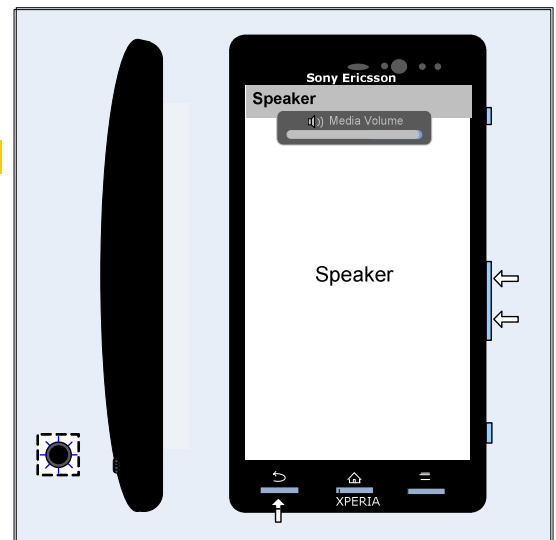 Sony Ericsson
Speaker
Media Volume
Speaker
XPERIA